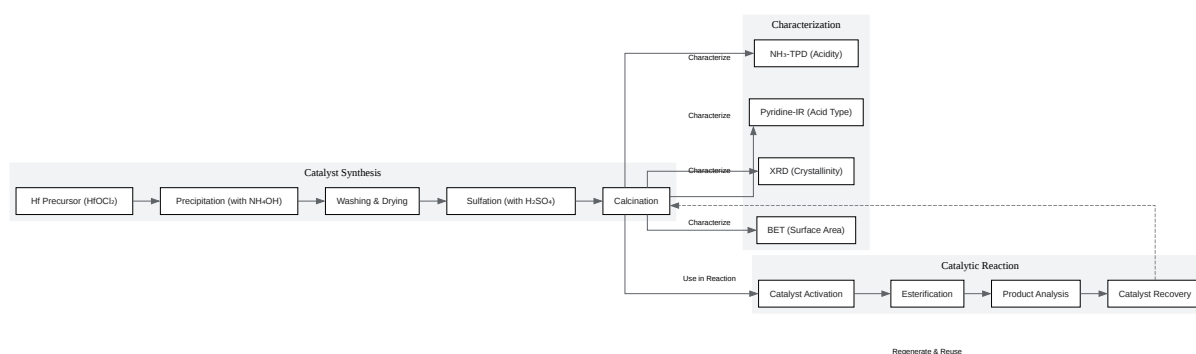 Characterization
NH₃-TPD (Acidity)
Characterize
Characterize
Pyridine-IR (Acid Type)
Characterize
XRD (Crystallinity)
Characterize
BET (Surface Area)
Catalyst Synthesis
Hf Precursor (HfOCl₂)
Precipitation (with NH₄OH)
Washing & Drying
Sulfation (with H₂SO₄)
Calcination
Use in Reaction
Catalytic Reaction
Catalyst Activation
Esterification
Product Analysis
Catalyst Recovery
Regenerate & Reuse